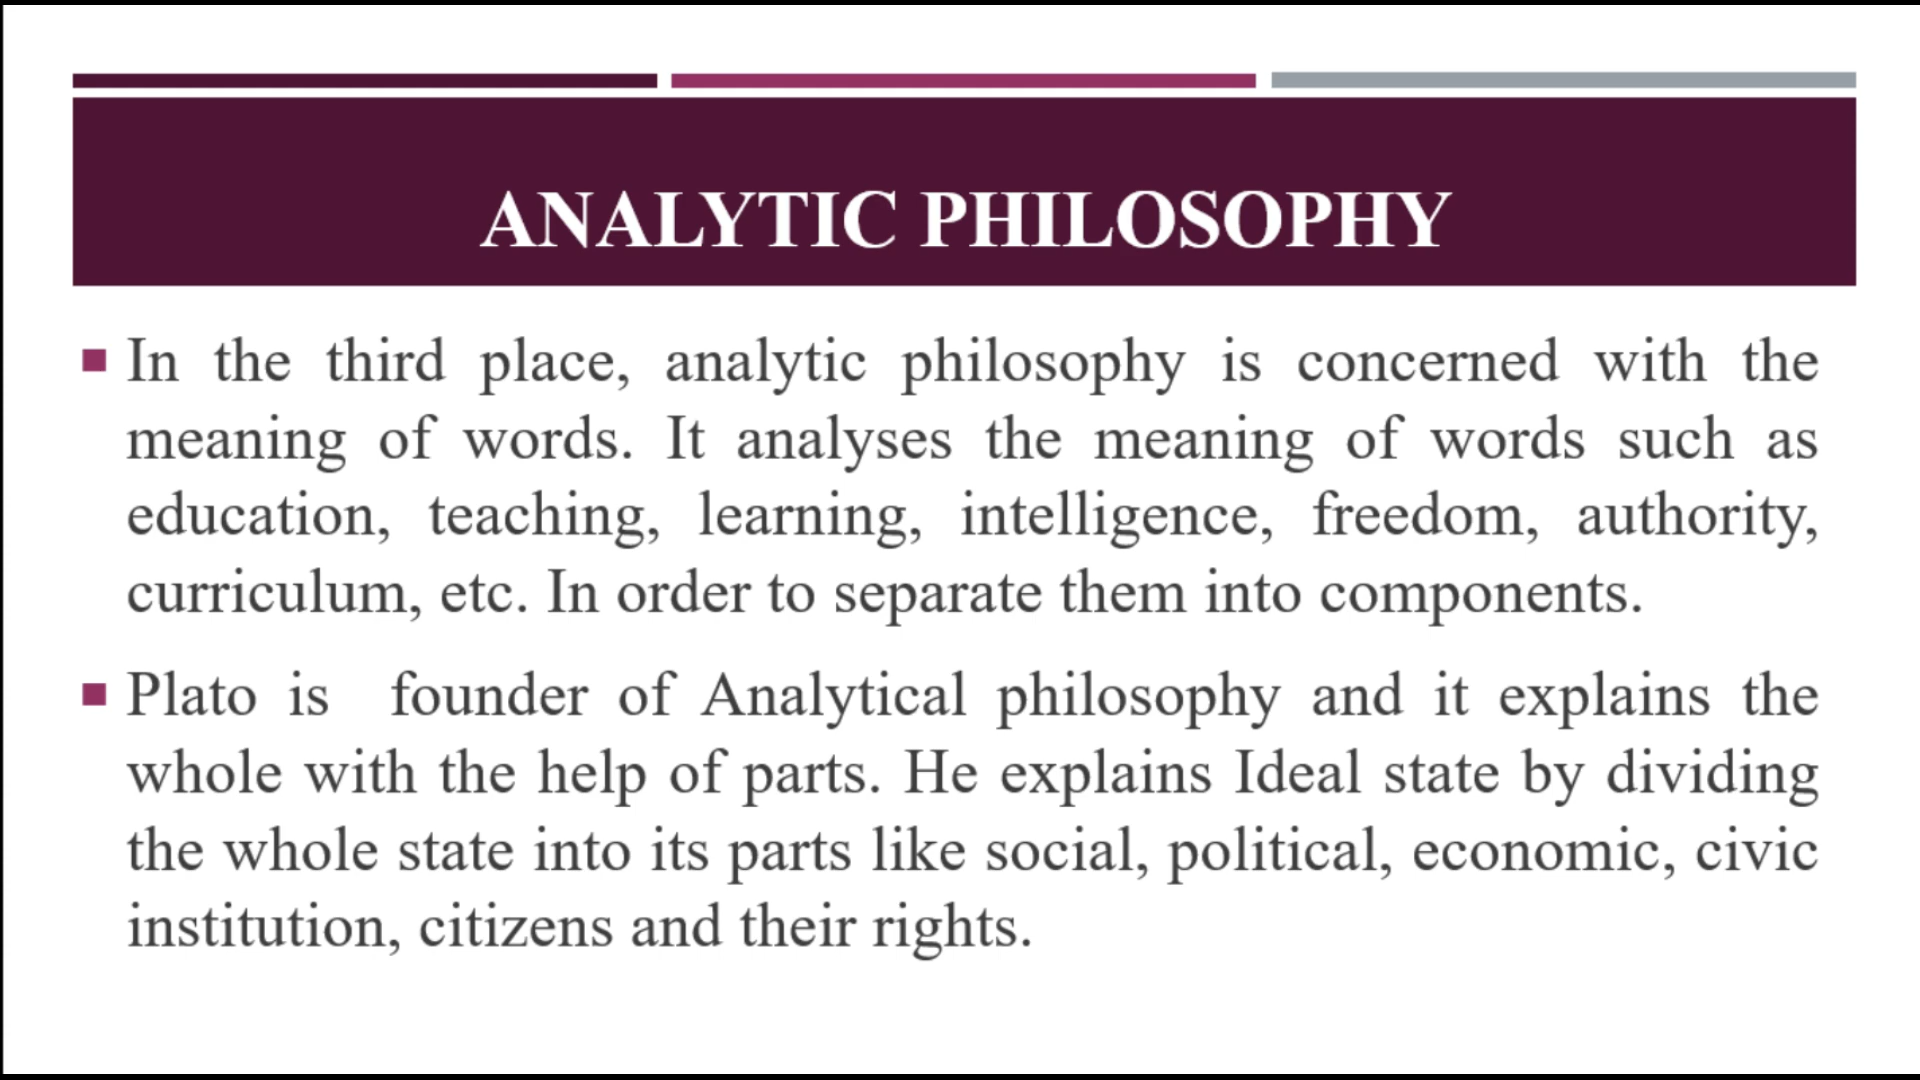 ANALYTIC PHILOSOPHY
In the third place, analytic philosophy is concerned with the
meaning of words. It analyses the meaning of words such as
education, teaching, learning, intelligence, freedom, authority,
curriculum, etc. In order to separate them into components.
Plato is founder of Analytical philosophy and it explains the
whole with the help of parts. He explains Ideal state by dividing
the whole state into its parts like social, political, economic, civic
institution, citizens and their rights.